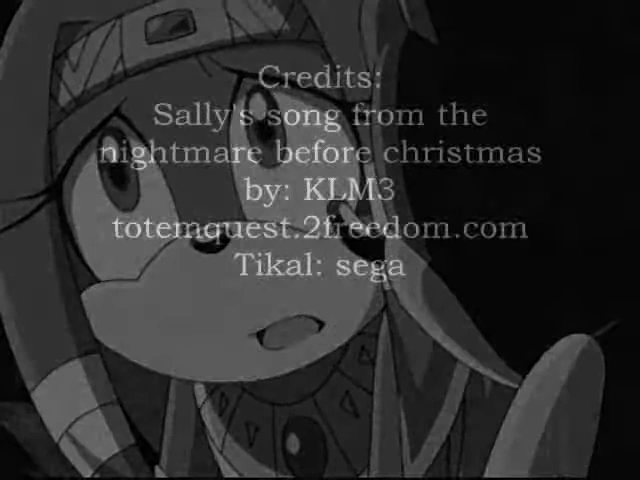 Credits:
Sally's song from the
nightmare before christmas
by: KLM3
totemquest.2freedom.com
Tikal: sega